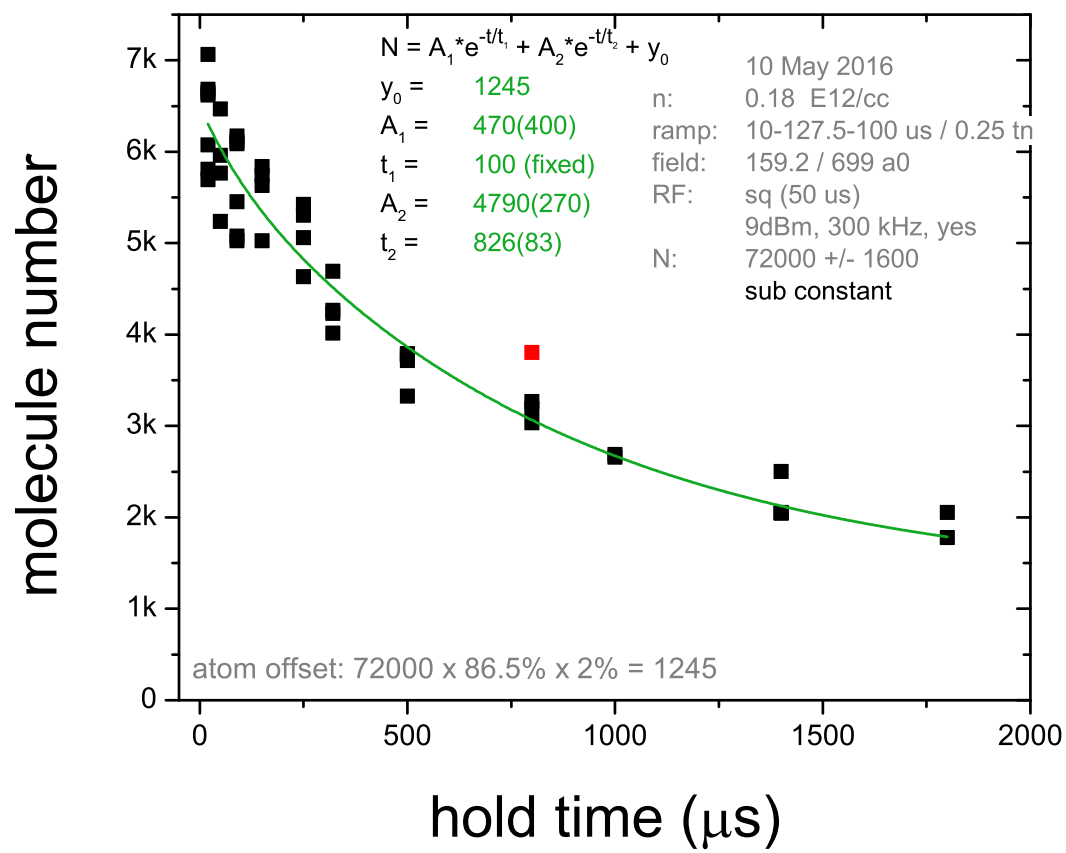 N = A1*e-t/t1 + A2*e-t/t2 + y0
y0 = 1245
A1 = 470(400)
t1 = 100 (fixed)
A2 = 4790(270)
t2 = 826(83)
10 May 2016
n: 0.18 E12/cc
ramp: 10-127.5-100 us / 0.25 tn
field: 159.2 / 699 a0
RF: sq (50 us)
9dBm, 300 kHz, yes
N: 72000 +/- 1600
sub constant
molecule number
7k
6k
5k
4k
3k
2k
1k
0
atom offset: 72000 x 86.5% x 2% = 1245
0 500 1000 1500 2000
hold time (μs)